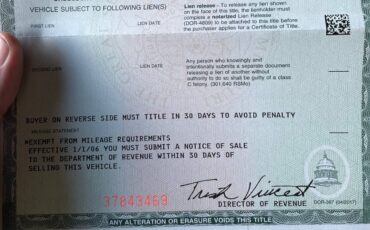 VEHICLE SUBJECT TO FOLLOWING LIEN(S)
FIRST LIEN
LIEN DATE
Lien release - To release any lien shown
on the face of this title, the lienholder must
complete a notarized Lien Release
(DOR-4809) to be attached to this title before
the purchaser applies for a Certificate of Title.
SECOND LIEN
LIEN DATE
Any person who knowingly and
intentionally submits a separate document
releasing a lien of another without
authority to do so shall be guilty of a class
C felony. (301.640 RSMo)
BUYER ON REVERSE SIDE MUST TITLE IN 30 DAYS TO AVOID PENALTY
MILEAGE STATEMENT
*EXEMPT FROM MILEAGE REQUIREMENTS
EFFECTIVE 1/1/06 YOU MUST SUBMIT A NOTICE OF SALE
TO THE DEPARTMENT OF REVENUE WITHIN 30 DAYS OF
SELLING THIS VEHICLE.
37843469
DIRECTOR OF REVENUE
DOR-387 (04/2017)
ANY ALTERATION OR ERASURE VOIDS THIS TITLE